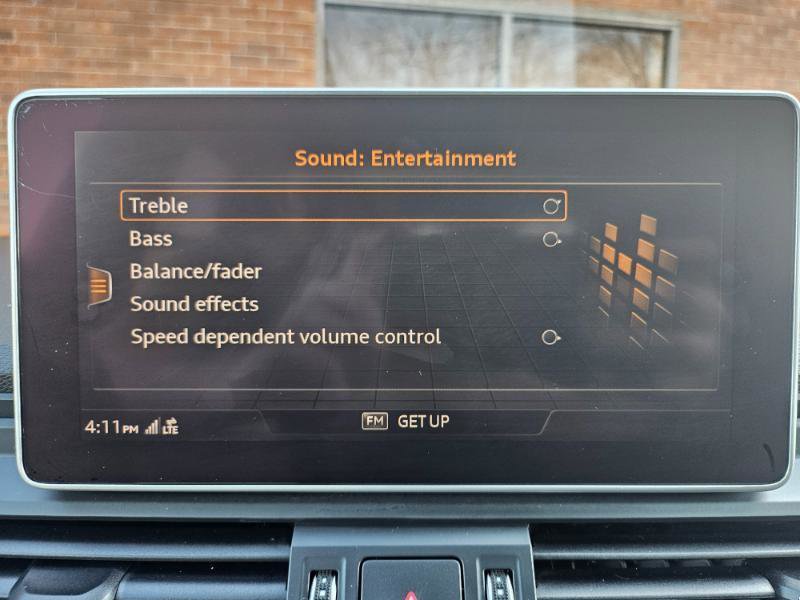 Sound: Entertainment
Treble
Bass
Balance/fader
Sound effects
Speed dependent volume control
4:11PM LTE FM GET UP